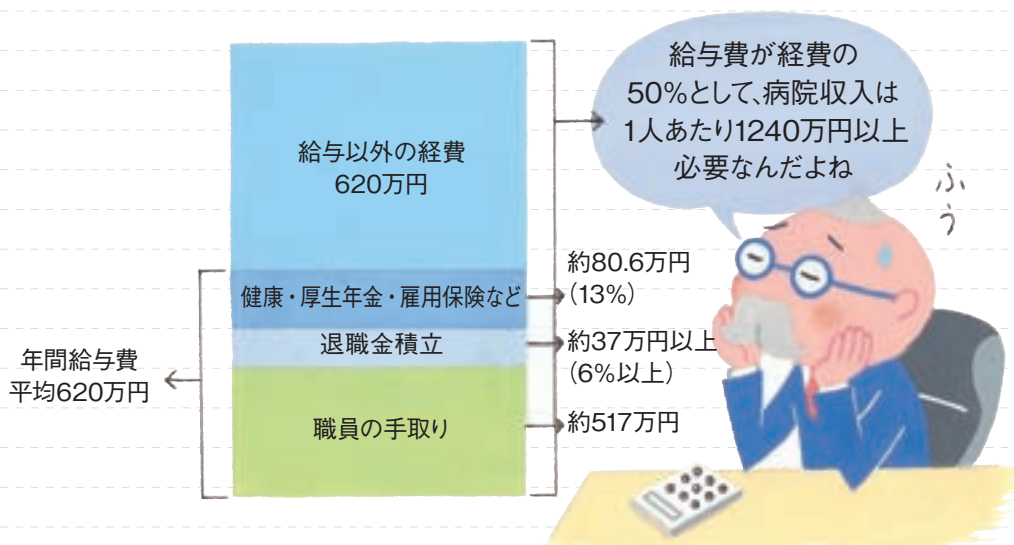 給与費が経費の
50%として、病院収入は
1人あたり1240万円以上
必要なんだよね
ふう
給与以外の経費
620万円
健康・厚生年金・雇用保険など
約80.6万円
(13%)
退職金積立
約37万円以上
(6%以上)
年間給与費
平均620万円
職員の手取り
約517万円